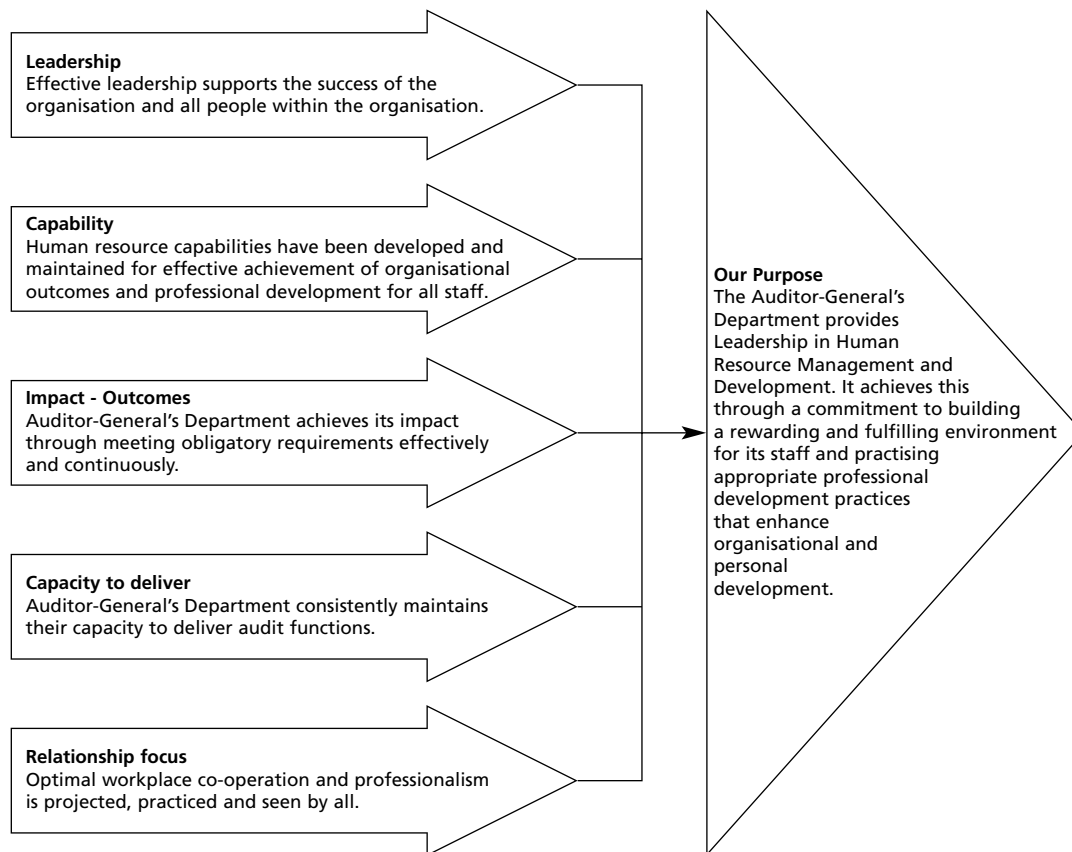 Leadership
Effective leadership supports the success of the
organisation and all people within the organisation.
Capability
Human resource capabilities have been developed and
maintained for effective achievement of organisational
outcomes and professional development for all staff.
Impact - Outcomes
Auditor-General’s Department achieves its impact
through meeting obligatory requirements effectively
and continuously.
Capacity to deliver
Auditor-General’s Department consistently maintains
their capacity to deliver audit functions.
Relationship focus
Optimal workplace co-operation and professionalism
is projected, practiced and seen by all.
Our Purpose
The Auditor-General’s
Department provides
Leadership in Human
Resource Management and
Development. It achieves this
through a commitment to building
a rewarding and fulfilling environment
for its staff and practising
appropriate professional
development practices
that enhance
organisational and
personal
development.